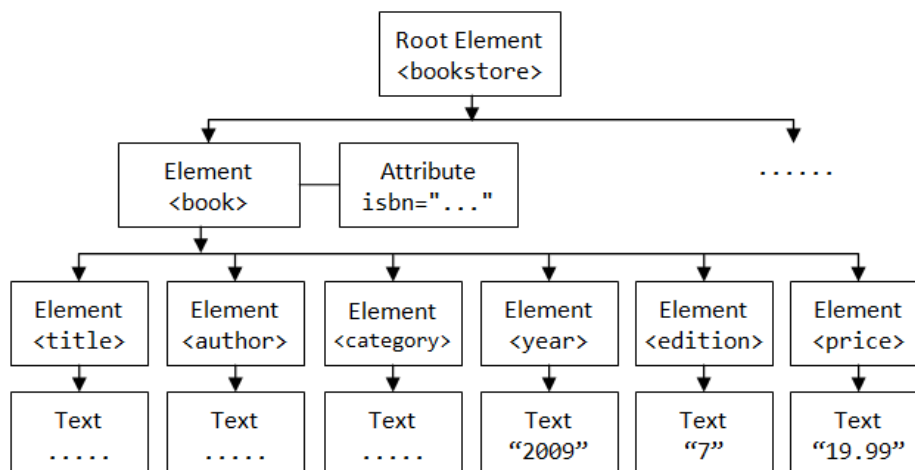 Root Element
<bookstore>
Element
<book>
Attribute
isbn="..."
......
Element
<title>
Element
<author>
Element
<category>
Element
<year>
Element
<edition>
Element
<price>
Text
.....
Text
.....
Text
.....
Text
“2009”
Text
“7”
Text
“19.99”